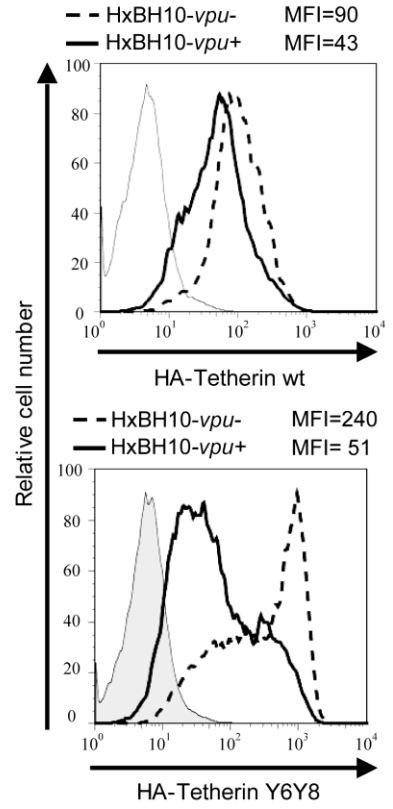 HxBH10-vpu- MFI=90
HxBH10-vpu+ MFI=43
100
80
60
40
20
0
10⁰ 10¹ 10² 10³ 10⁴
HA-Tetherin wt
Relative cell number
HxBH10-vpu- MFI=240
HxBH10-vpu+ MFI= 51
100
80
60
40
20
0
10⁰ 10¹ 10² 10³ 10⁴
HA-Tetherin Y6Y8